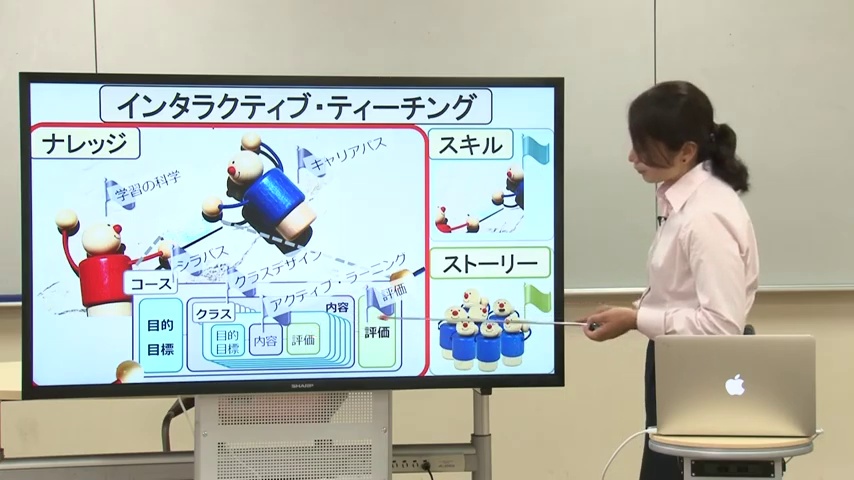 インタラクティブ・ティーチング
ナレッジ
スキル
ストーリー
学習の科学
キャリアパス
シラバス
クラスデザイン
アクティブ・ラーニング
評価
コース
目的
目標
クラス
目的
目標
内容
評価
内容
評価
SHARP